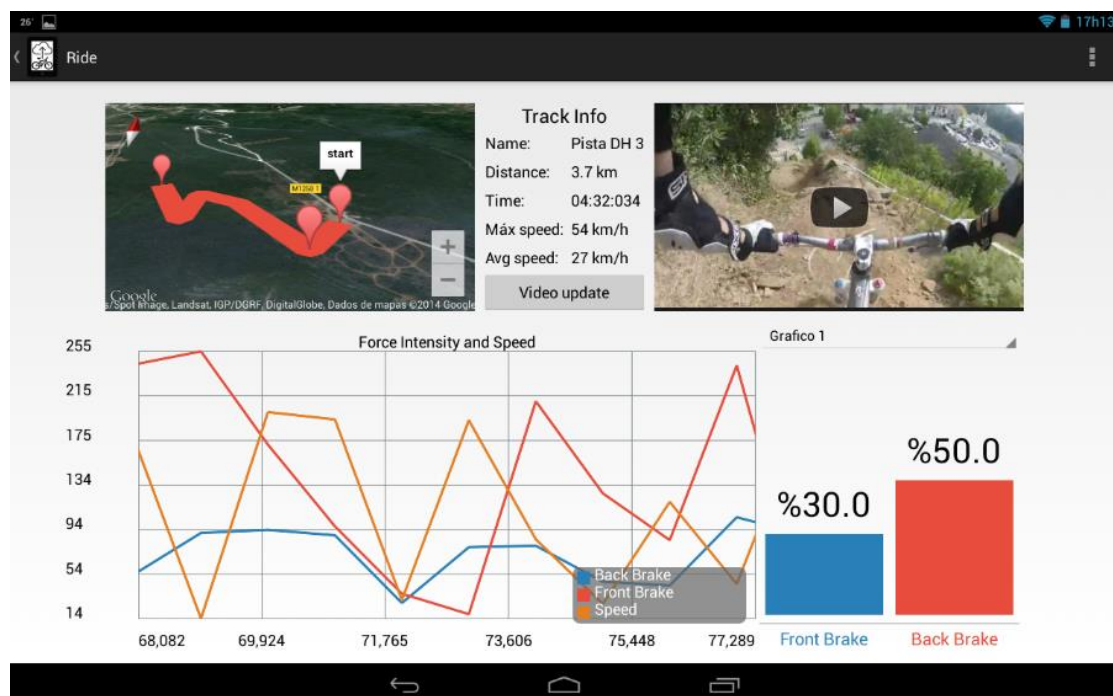 26°
17h13
Ride
start
M1250 1
Google
s/Spot Image, Landsat, IGP/DGRF, DigitalGlobe, Dados de mapas ©2014 Google
+
−
Track Info
Name: Pista DH 3
Distance: 3.7 km
Time: 04:32:034
Máx speed: 54 km/h
Avg speed: 27 km/h
Video update
Force Intensity and Speed
255
215
175
134
94
54
14
68,082 69,924 71,765 73,606 75,448 77,289
Back Brake
Front Brake
Speed
Grafico 1
%30.0
%50.0
Front Brake
Back Brake